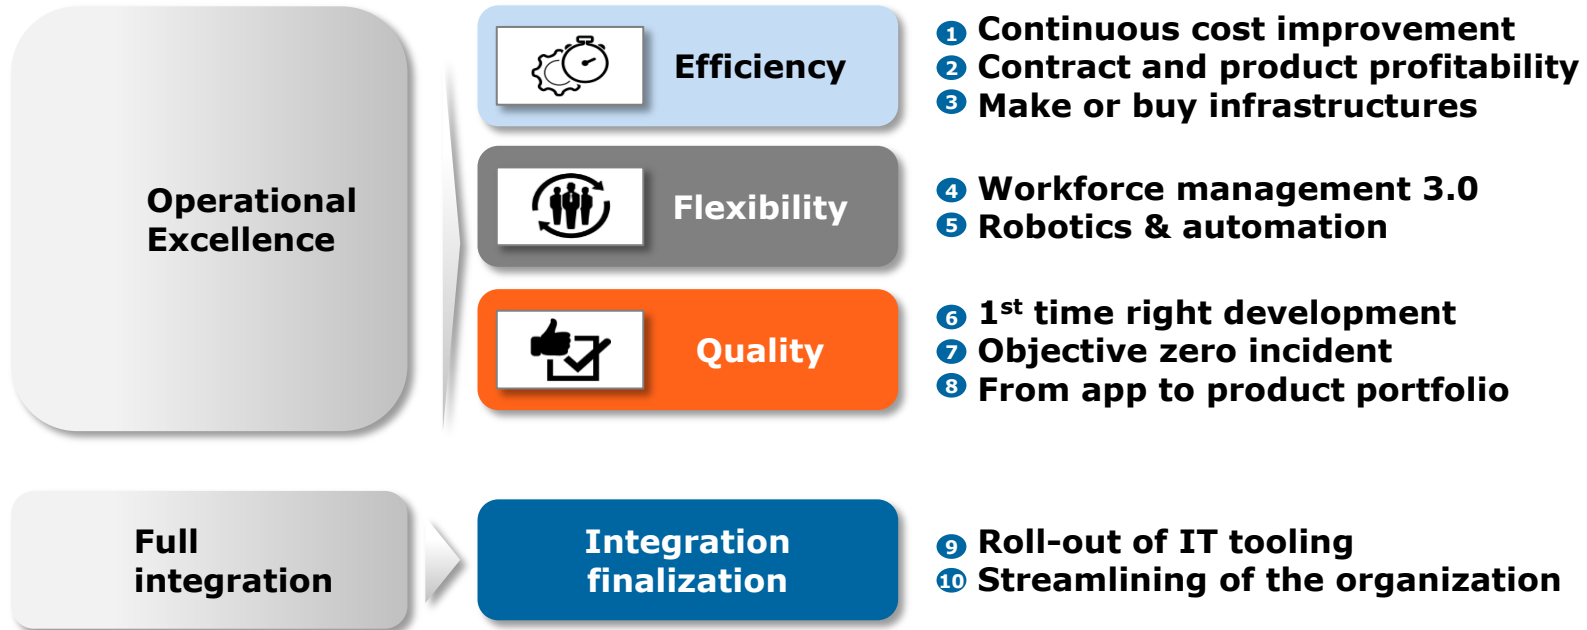 Operational
Excellence
Efficiency
1 Continuous cost improvement
2 Contract and product profitability
3 Make or buy infrastructures
Flexibility
4 Workforce management 3.0
5 Robotics & automation
Quality
6 1st time right development
7 Objective zero incident
8 From app to product portfolio
Full
integration
Integration
finalization
9 Roll-out of IT tooling
10 Streamlining of the organization